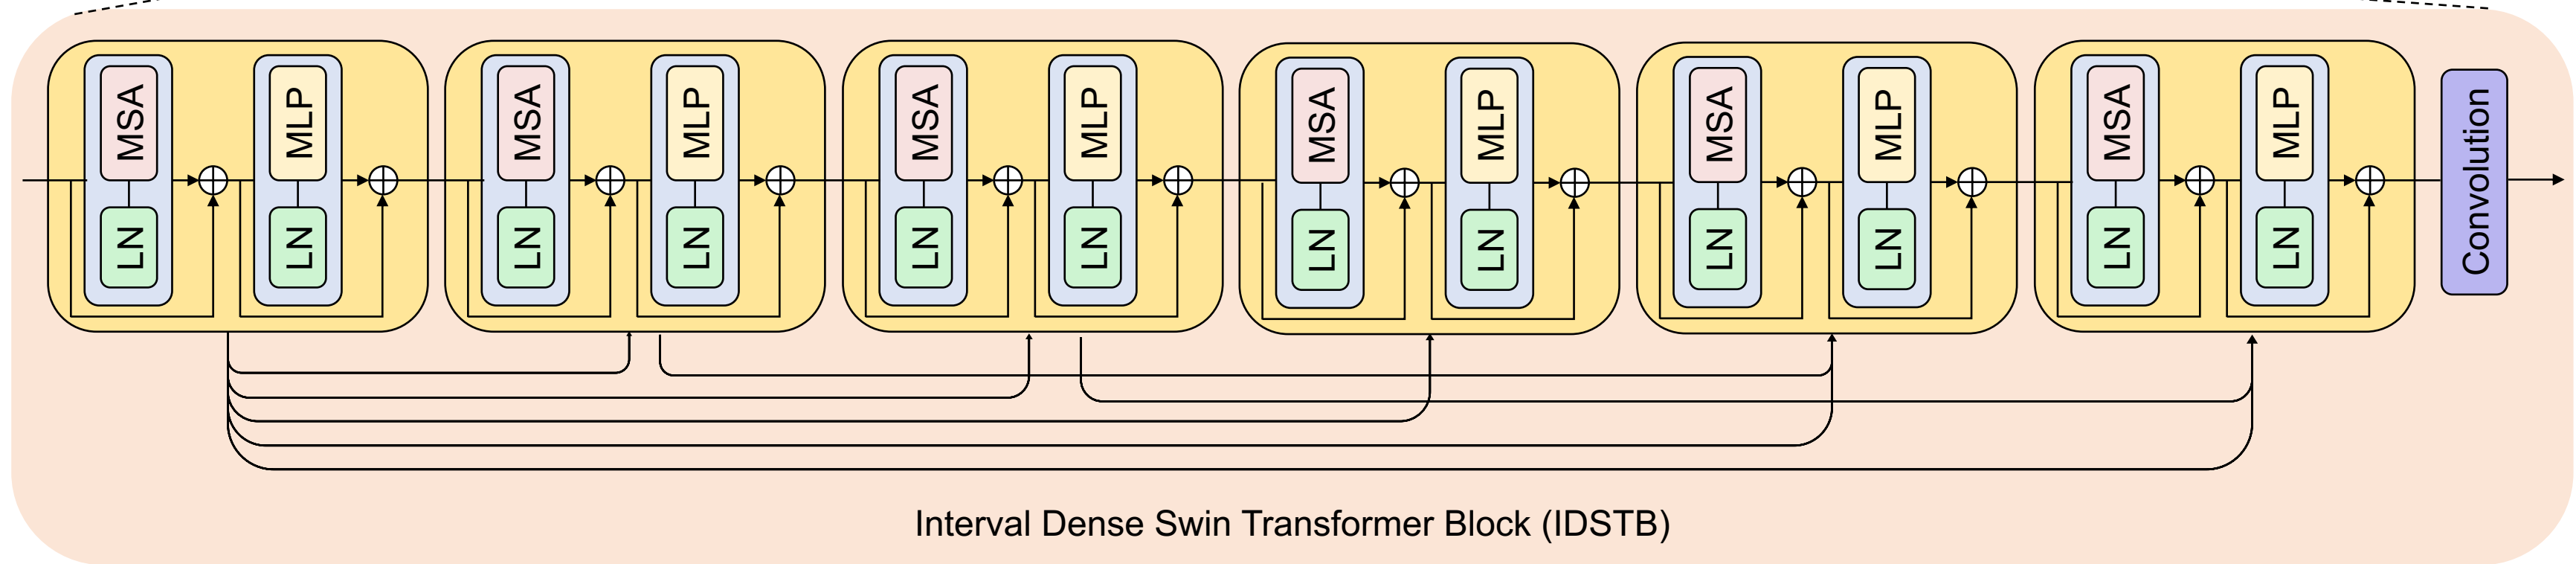 MSA
LN
MLP
LN
MSA
LN
MLP
LN
MSA
LN
MLP
LN
MSA
LN
MLP
LN
MSA
LN
MLP
LN
MSA
LN
MLP
LN
Convolution
Interval Dense Swin Transformer Block (IDSTB)